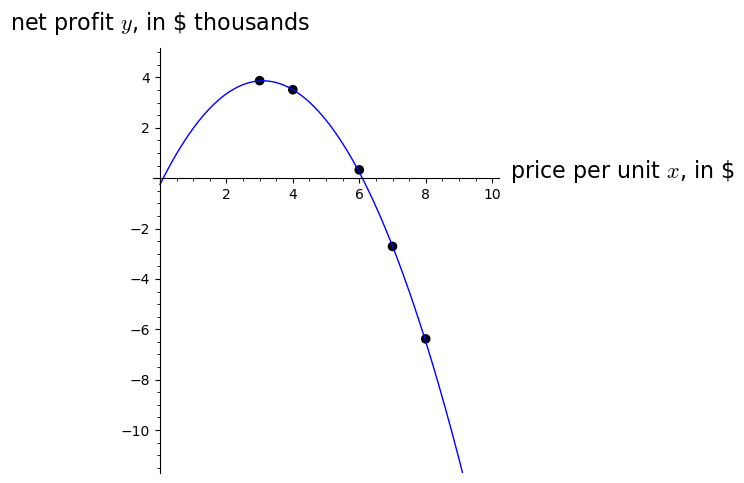 net profit y, in $ thousands
4
2
price per unit x, in $
2 4 6 8 10
−2
−4
−6
−8
−10